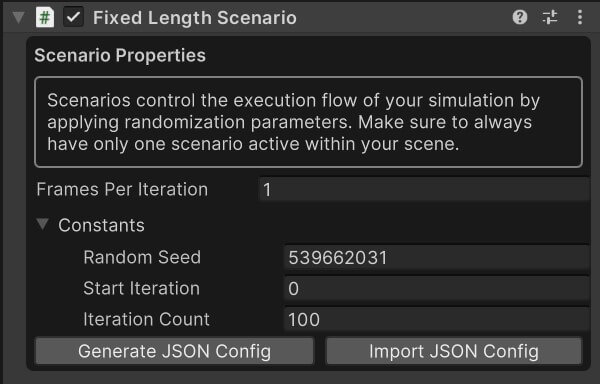 # Fixed Length Scenario
Scenario Properties
Scenarios control the execution flow of your simulation by
applying randomization parameters. Make sure to always
have only one scenario active within your scene.
Frames Per Iteration 1
Constants
Random Seed 539662031
Start Iteration 0
Iteration Count 100
Generate JSON Config Import JSON Config